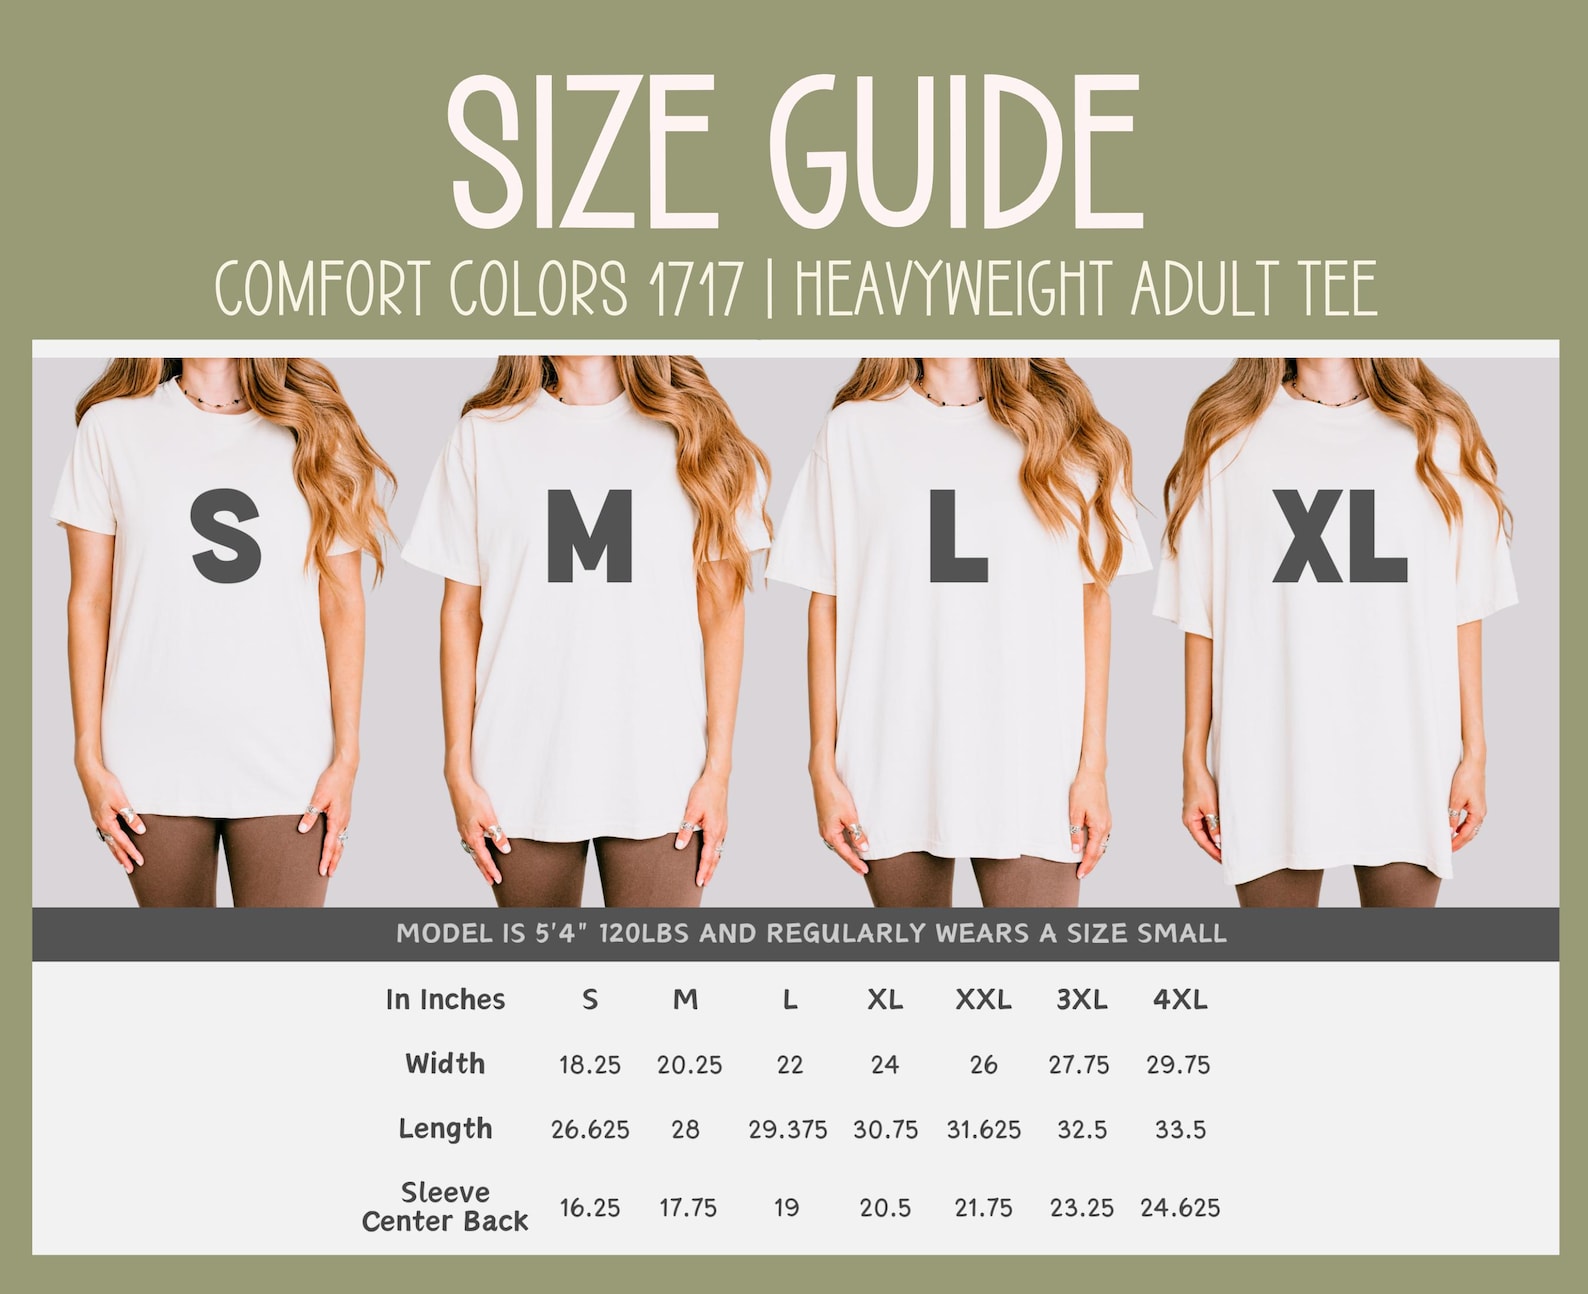 SIZE GUIDE
COMFORT COLORS 1717 | HEAVYWEIGHT ADULT TEE
S M L XL
MODEL IS 5'4" 120LBS AND REGULARLY WEARS A SIZE SMALL
In Inches S M L XL XXL 3XL 4XL
Width 18.25 20.25 22 24 26 27.75 29.75
Length 26.625 28 29.375 30.75 31.625 32.5 33.5
Sleeve
Center Back 16.25 17.75 19 20.5 21.75 23.25 24.625